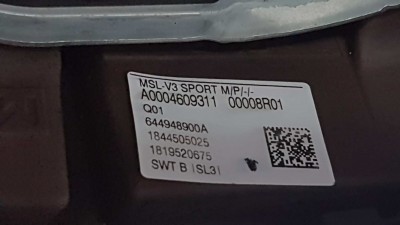 MSL-V3 SPORT M/P/-/-
A0004609311 00008R01
Q01
644948900A
1844505025
1819520675
SWT B |SL3|